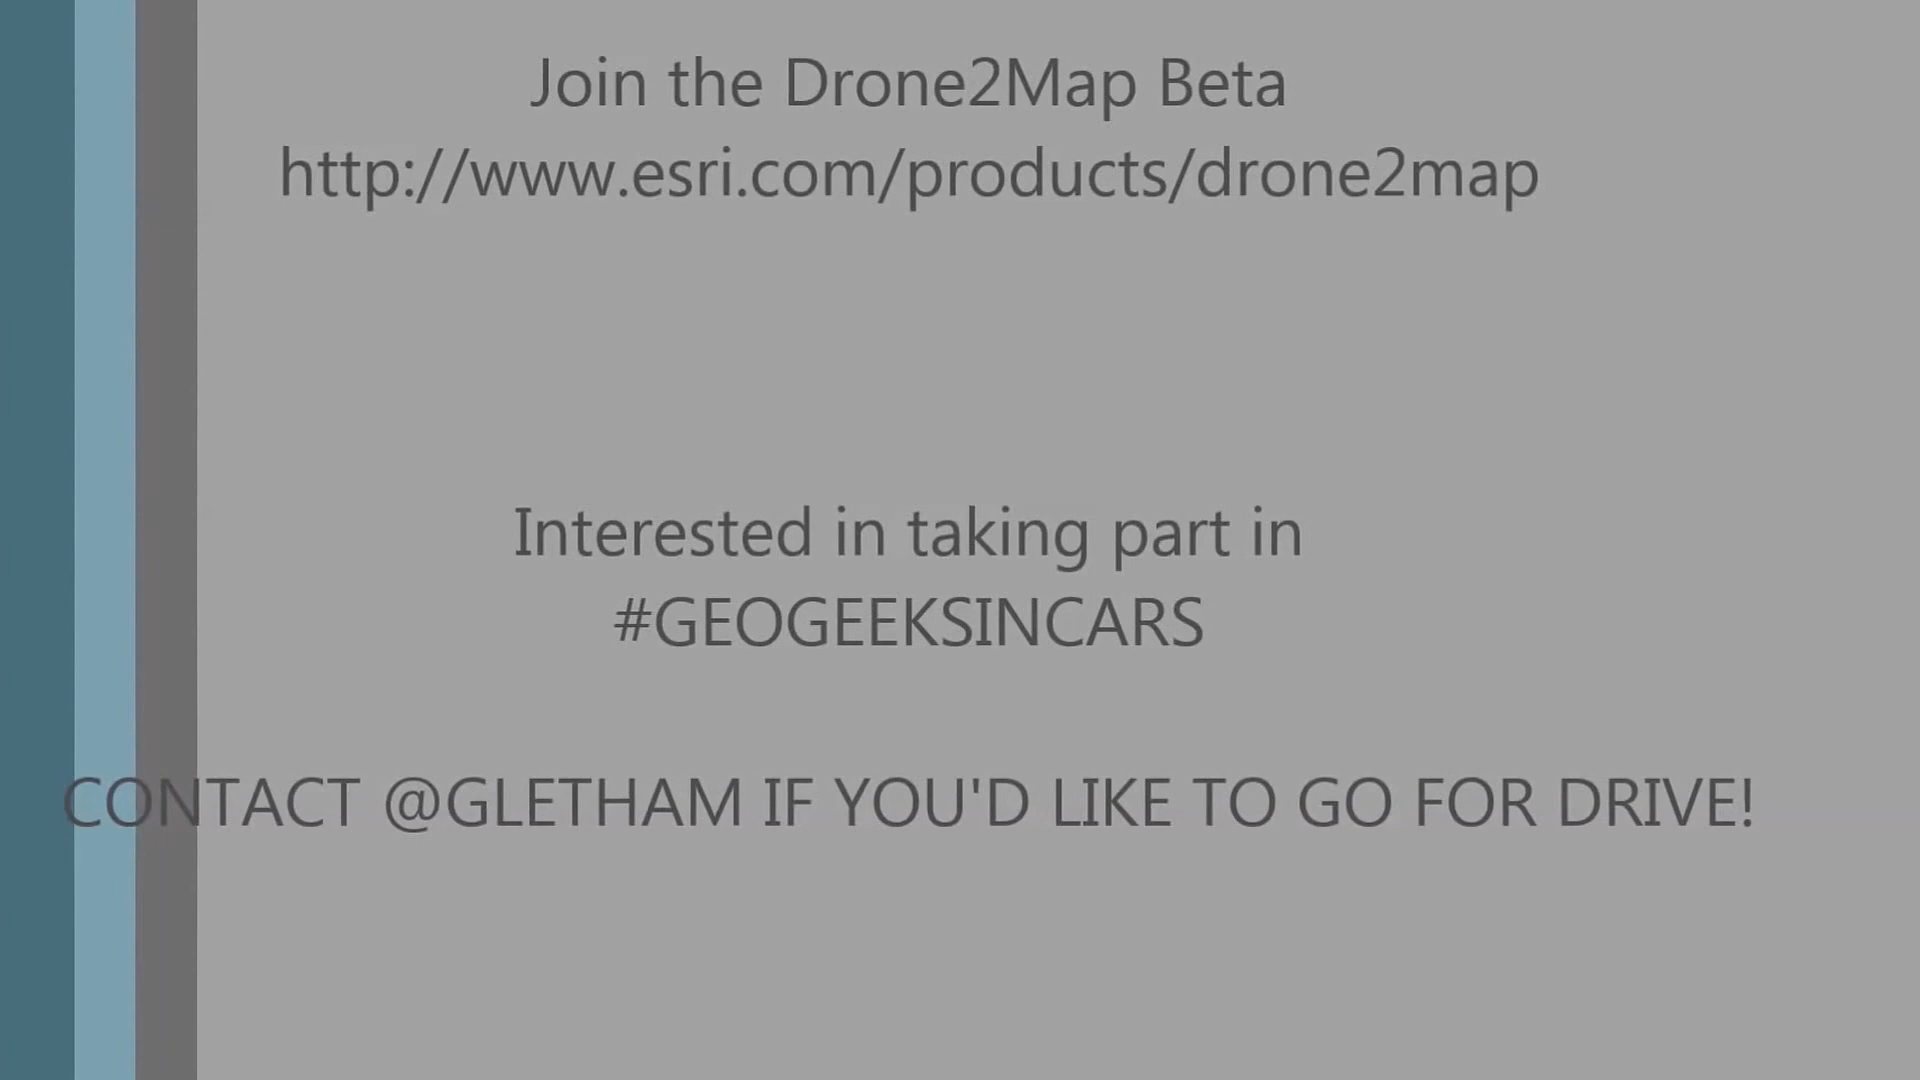 Join the Drone2Map Beta
http://www.esri.com/products/drone2map
Interested in taking part in
#GEOGEEKSINCARS
CONTACT @GLETHAM IF YOU'D LIKE TO GO FOR DRIVE!